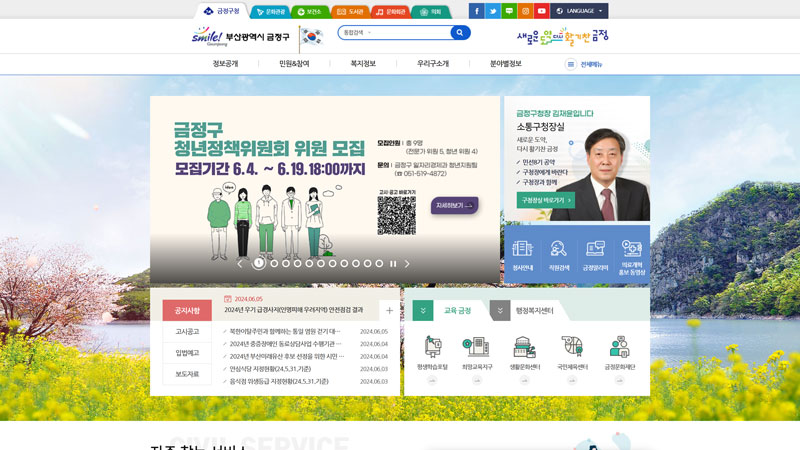 금정구청
문화관광
보건소
도서관
문화회관
의회
LANGUAGE
smile!
Geumjeong
부산광역시 금정구
통합검색
새로운 도약 다시 활기찬 금정
정보공개
민원&참여
복지정보
우리구소개
분야별정보
전체메뉴
금정구
청년정책위원회 위원 모집
모집기간 6.4. ~ 6.19.18:00까지
모집인원 : 총 9명
(전문가 위원 5, 청년 위원 4)
문의 : 금정구 일자리경제과 청년지원팀
(☎ 051-519-4872)
고시·공고 바로가기
자세히보기
1
금정구청장 김재윤입니다
소통구청장실
새로운 도약,
다시 활기찬 금정
민선8기 공약
구청장에게 바란다
구청장과 함께
구청장실 바로가기 >
청사안내
직원검색
금정갤러리
의료개혁
홍보 동영상
공지사항
2024.06.05
2024년 우기 급경사지(인명피해 우려지역) 안전점검 결과
고시공고
입법예고
보도자료
북한이탈주민과 함께하는 통일 염원 걷기 대···
2024.06.05
2024년 중증장애인 동료상담사업 수행기관 ···
2024.06.04
2024년 부산미래유산 후보 선정을 위한 시민 ···
2024.06.03
안심식당 지정현황(24.5.31.기준)
2024.06.03
음식점 위생등급 지정현황(24.5.31.기준)
2024.06.03
교육 금정
행정복지센터
평생학습포털
희망교육지구
생활문화센터
국민체육센터
금정문화재단
CIVIL SERVICE
자주 찾는 서비스